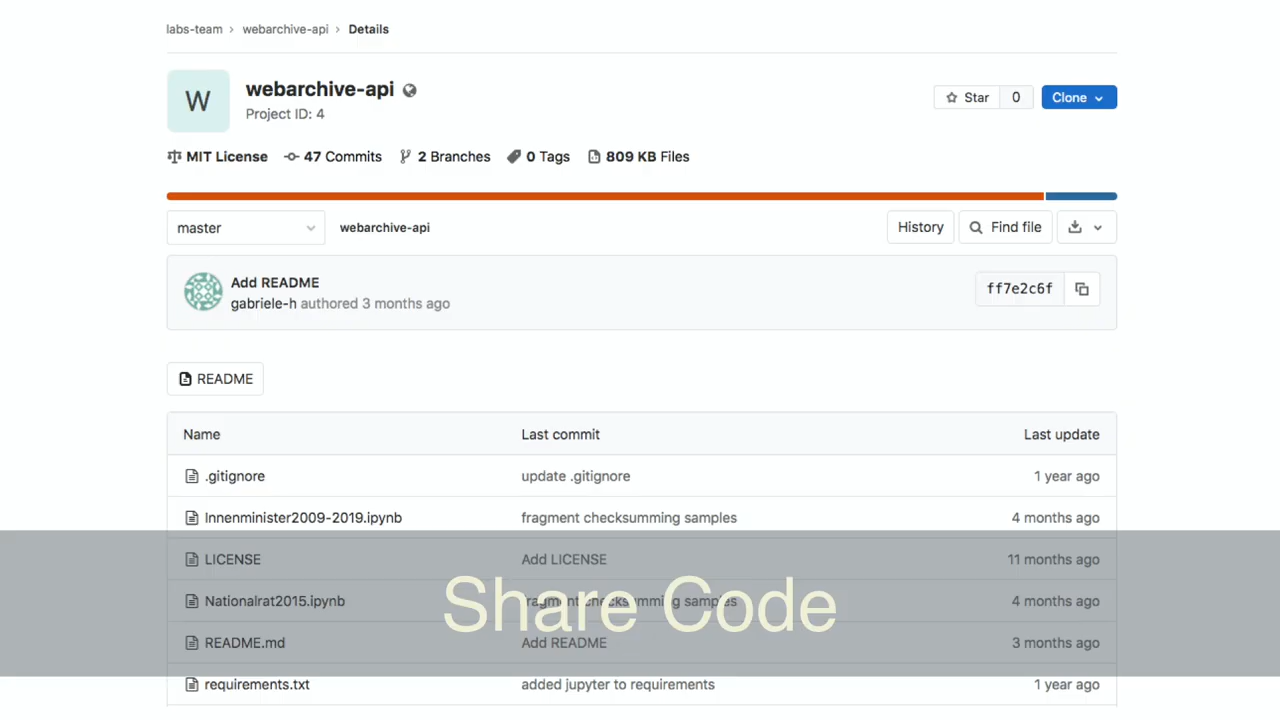 labs-team › webarchive-api › Details
W
webarchive-api
Project ID: 4
Star 0 Clone
MIT License 47 Commits 2 Branches 0 Tags 809 KB Files
master webarchive-api History Find file
Add README
gabriele-h authored 3 months ago
ff7e2c6f
README
Name Last commit Last update
.gitignore update .gitignore 1 year ago
Innenminister2009-2019.ipynb fragment checksumming samples 4 months ago
LICENSE Add LICENSE 11 months ago
Nationalrat2015.ipynb fragment checksumming samples 4 months ago
Share Code
README.md Add README 3 months ago
requirements.txt added jupyter to requirements 1 year ago